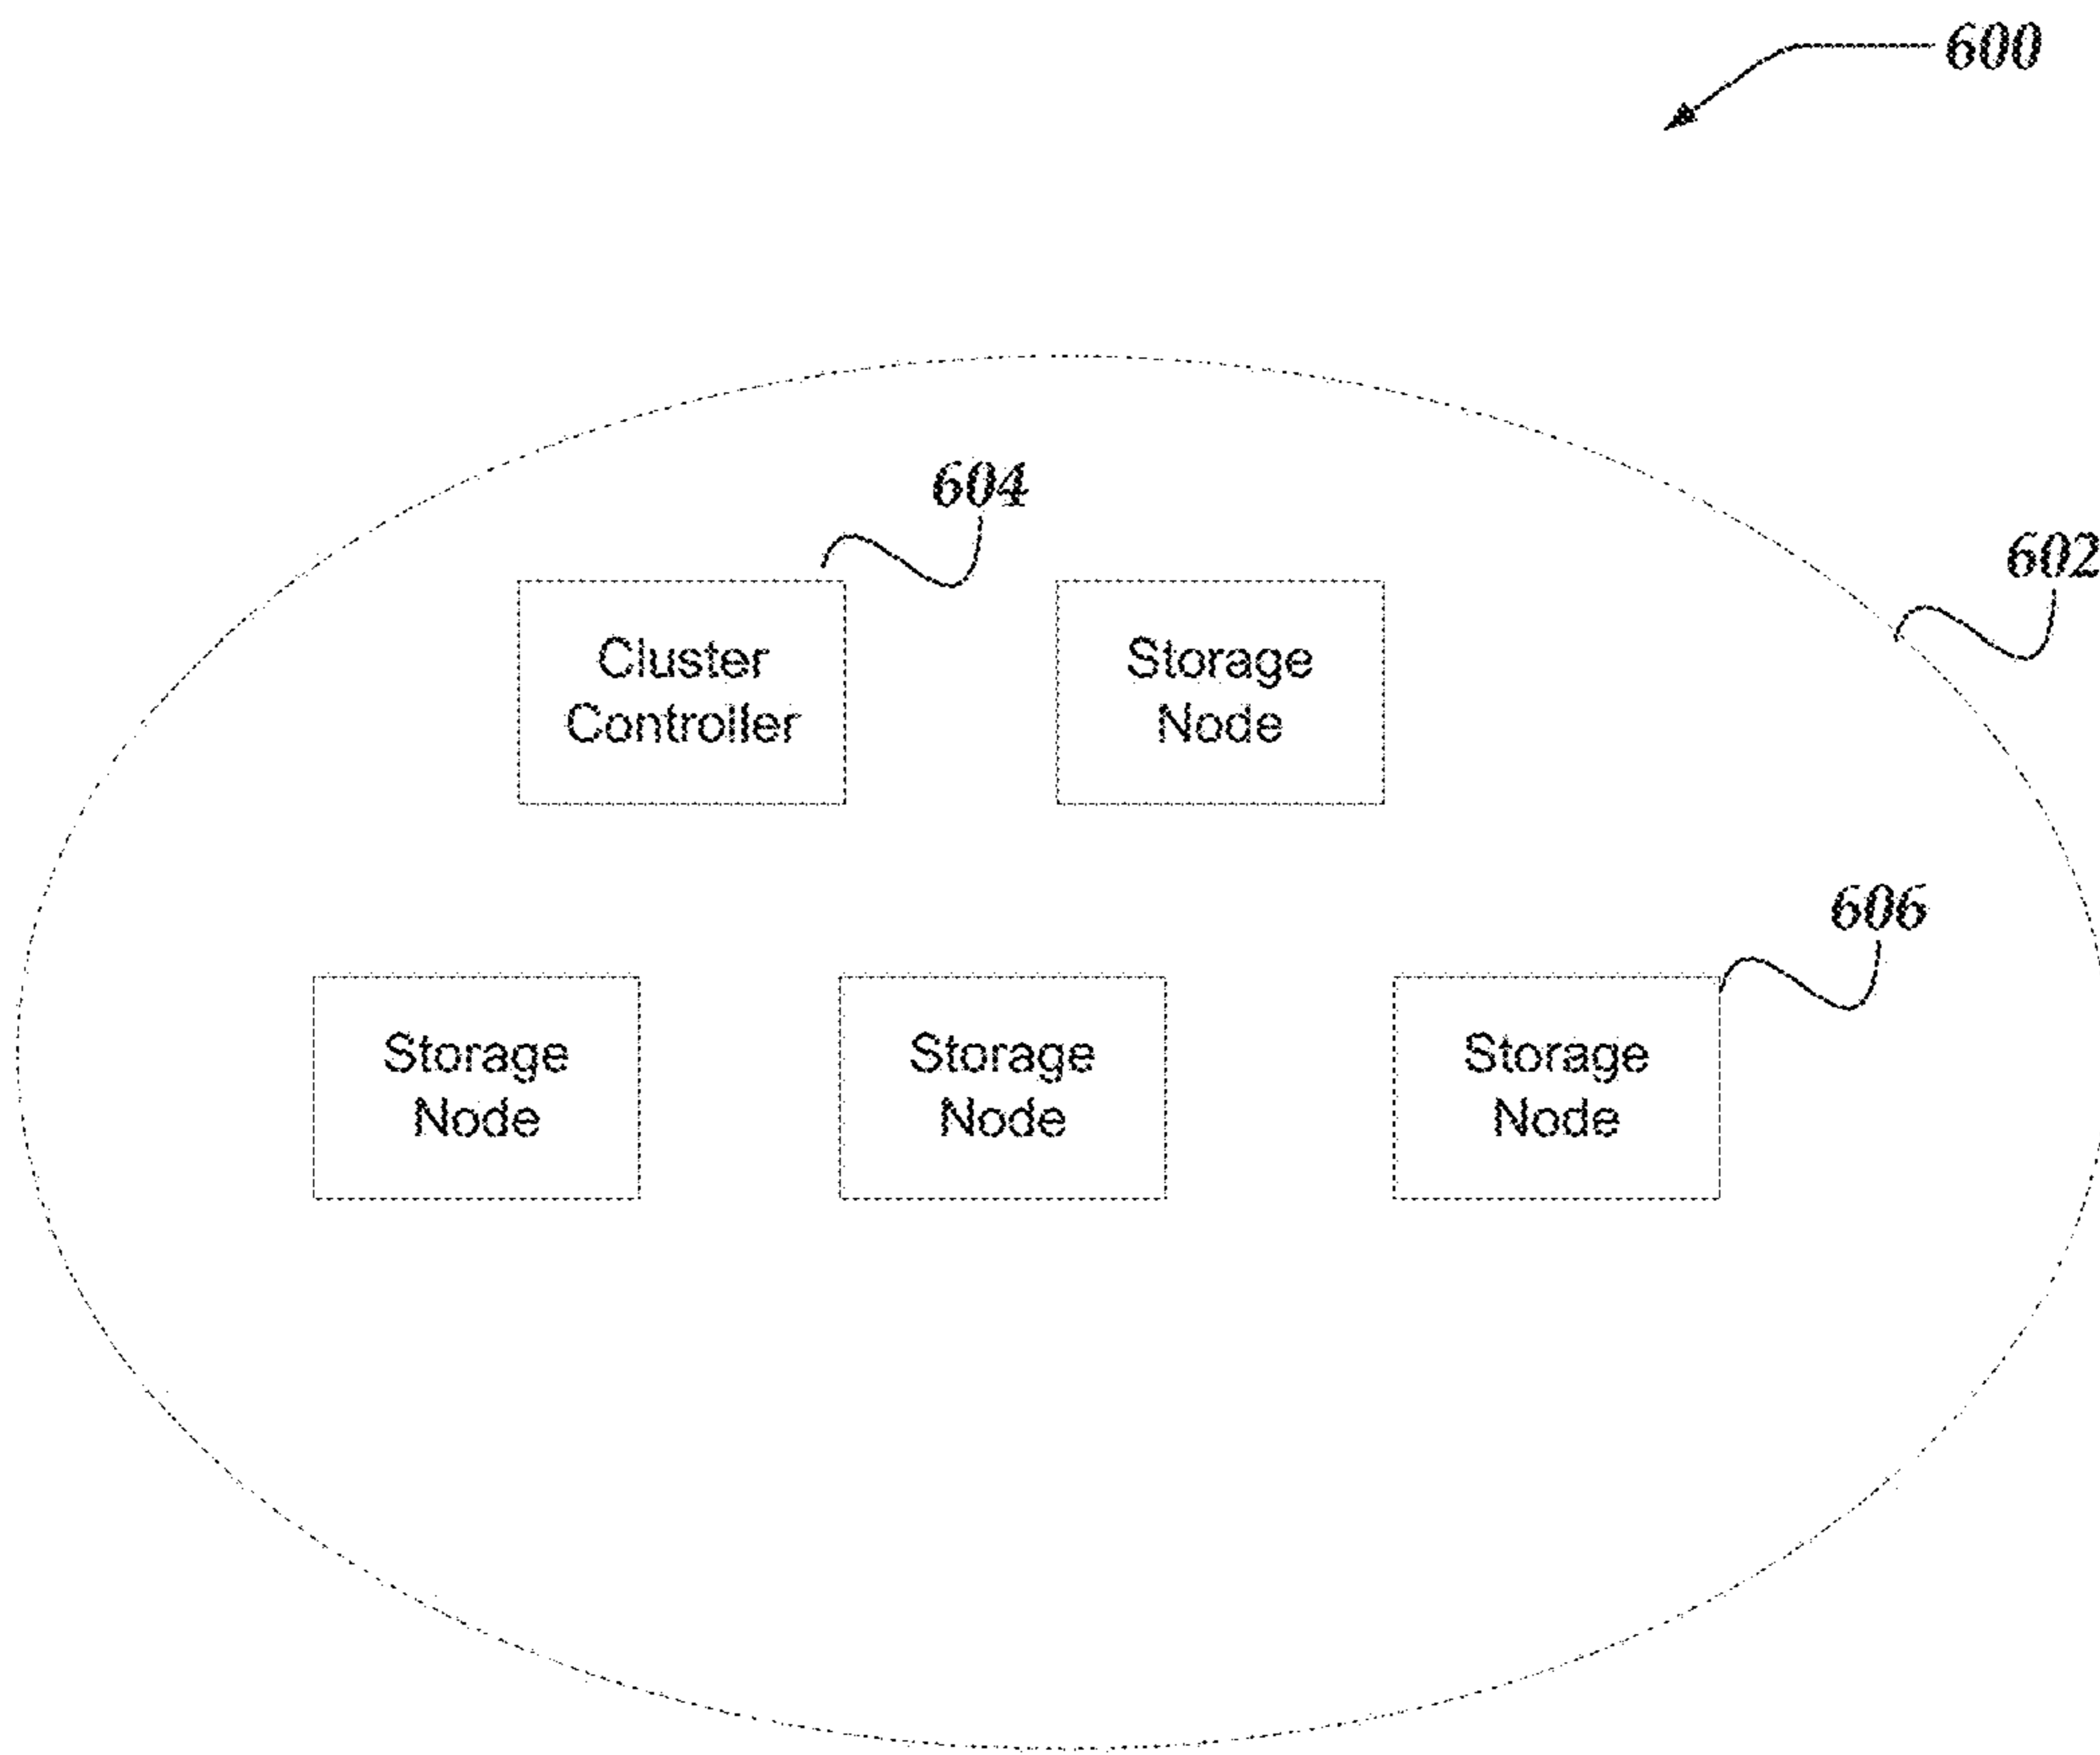 600
604
602
Cluster
Controller
Storage
Node
606
Storage
Node
Storage
Node
Storage
Node